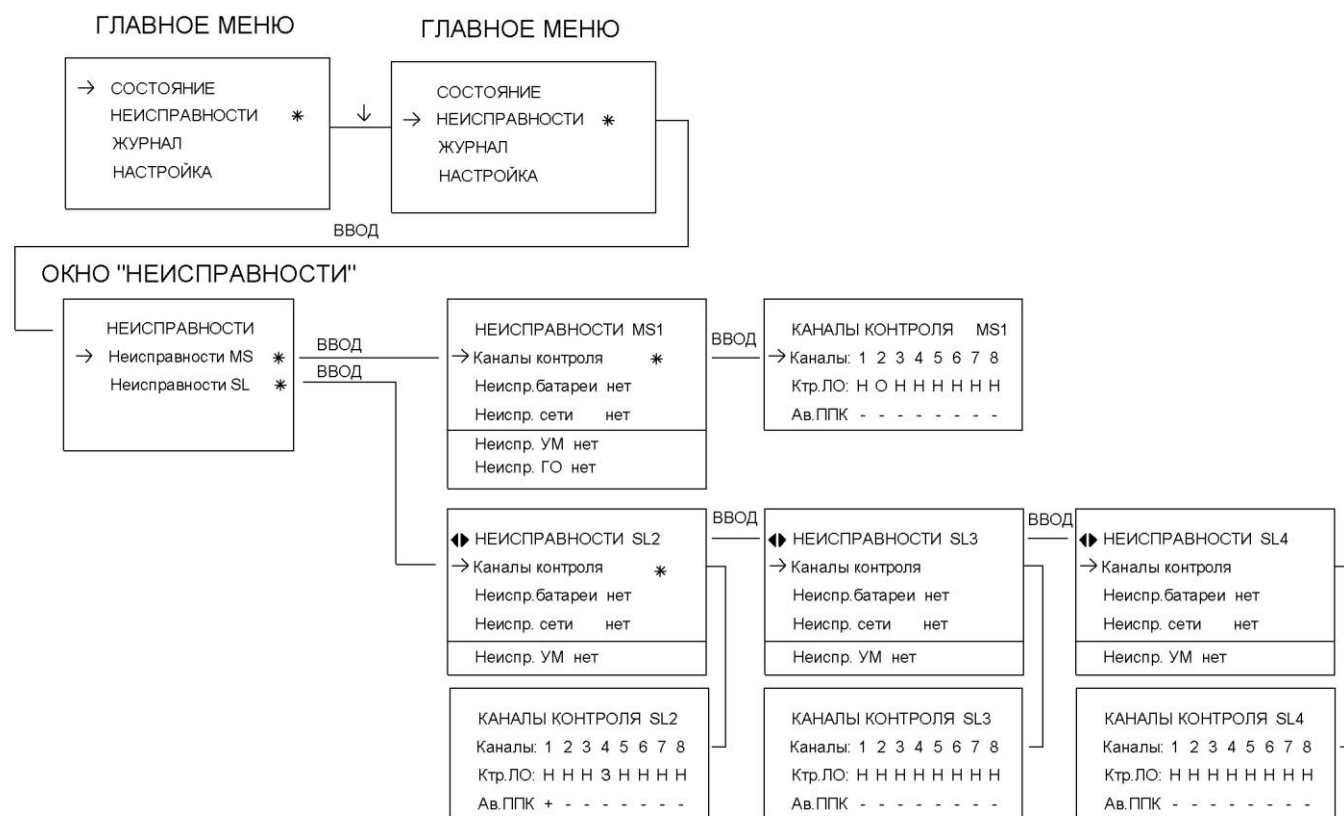 ГЛАВНОЕ МЕНЮ
→ СОСТОЯНИЕ
НЕИСПРАВНОСТИ *
ЖУРНАЛ
НАСТРОЙКА
↓
ГЛАВНОЕ МЕНЮ
СОСТОЯНИЕ
→ НЕИСПРАВНОСТИ *
ЖУРНАЛ
НАСТРОЙКА
ВВОД
ОКНО "НЕИСПРАВНОСТИ"
НЕИСПРАВНОСТИ
→ Неисправности MS *
Неисправности SL *
ВВОД
ВВОД
НЕИСПРАВНОСТИ MS1
→ Каналы контроля *
Неиспр.батареи нет
Неиспр. сети нет
Неиспр. УМ нет
Неиспр. ГО нет
ВВОД
КАНАЛЫ КОНТРОЛЯ MS1
→ Каналы: 1 2 3 4 5 6 7 8
Ктр.ЛО: Н О Н Н Н Н Н Н
Ав.ППК - - - - - - - -
НЕИСПРАВНОСТИ SL2
→ Каналы контроля *
Неиспр.батареи нет
Неиспр. сети нет
Неиспр. УМ нет
ВВОД
НЕИСПРАВНОСТИ SL3
→ Каналы контроля
Неиспр.батареи нет
Неиспр. сети нет
Неиспр. УМ нет
ВВОД
НЕИСПРАВНОСТИ SL4
→ Каналы контроля
Неиспр.батареи нет
Неиспр. сети нет
Неиспр. УМ нет
КАНАЛЫ КОНТРОЛЯ SL2
Каналы: 1 2 3 4 5 6 7 8
Ктр.ЛО: Н Н Н З Н Н Н Н
Ав.ППК + - - - - - - -
КАНАЛЫ КОНТРОЛЯ SL3
Каналы: 1 2 3 4 5 6 7 8
Ктр.ЛО: Н Н Н Н Н Н Н Н
Ав.ППК - - - - - - - -
КАНАЛЫ КОНТРОЛЯ SL4
Каналы: 1 2 3 4 5 6 7 8
Ктр.ЛО: Н Н Н Н Н Н Н Н
Ав.ППК - - - - - - - -